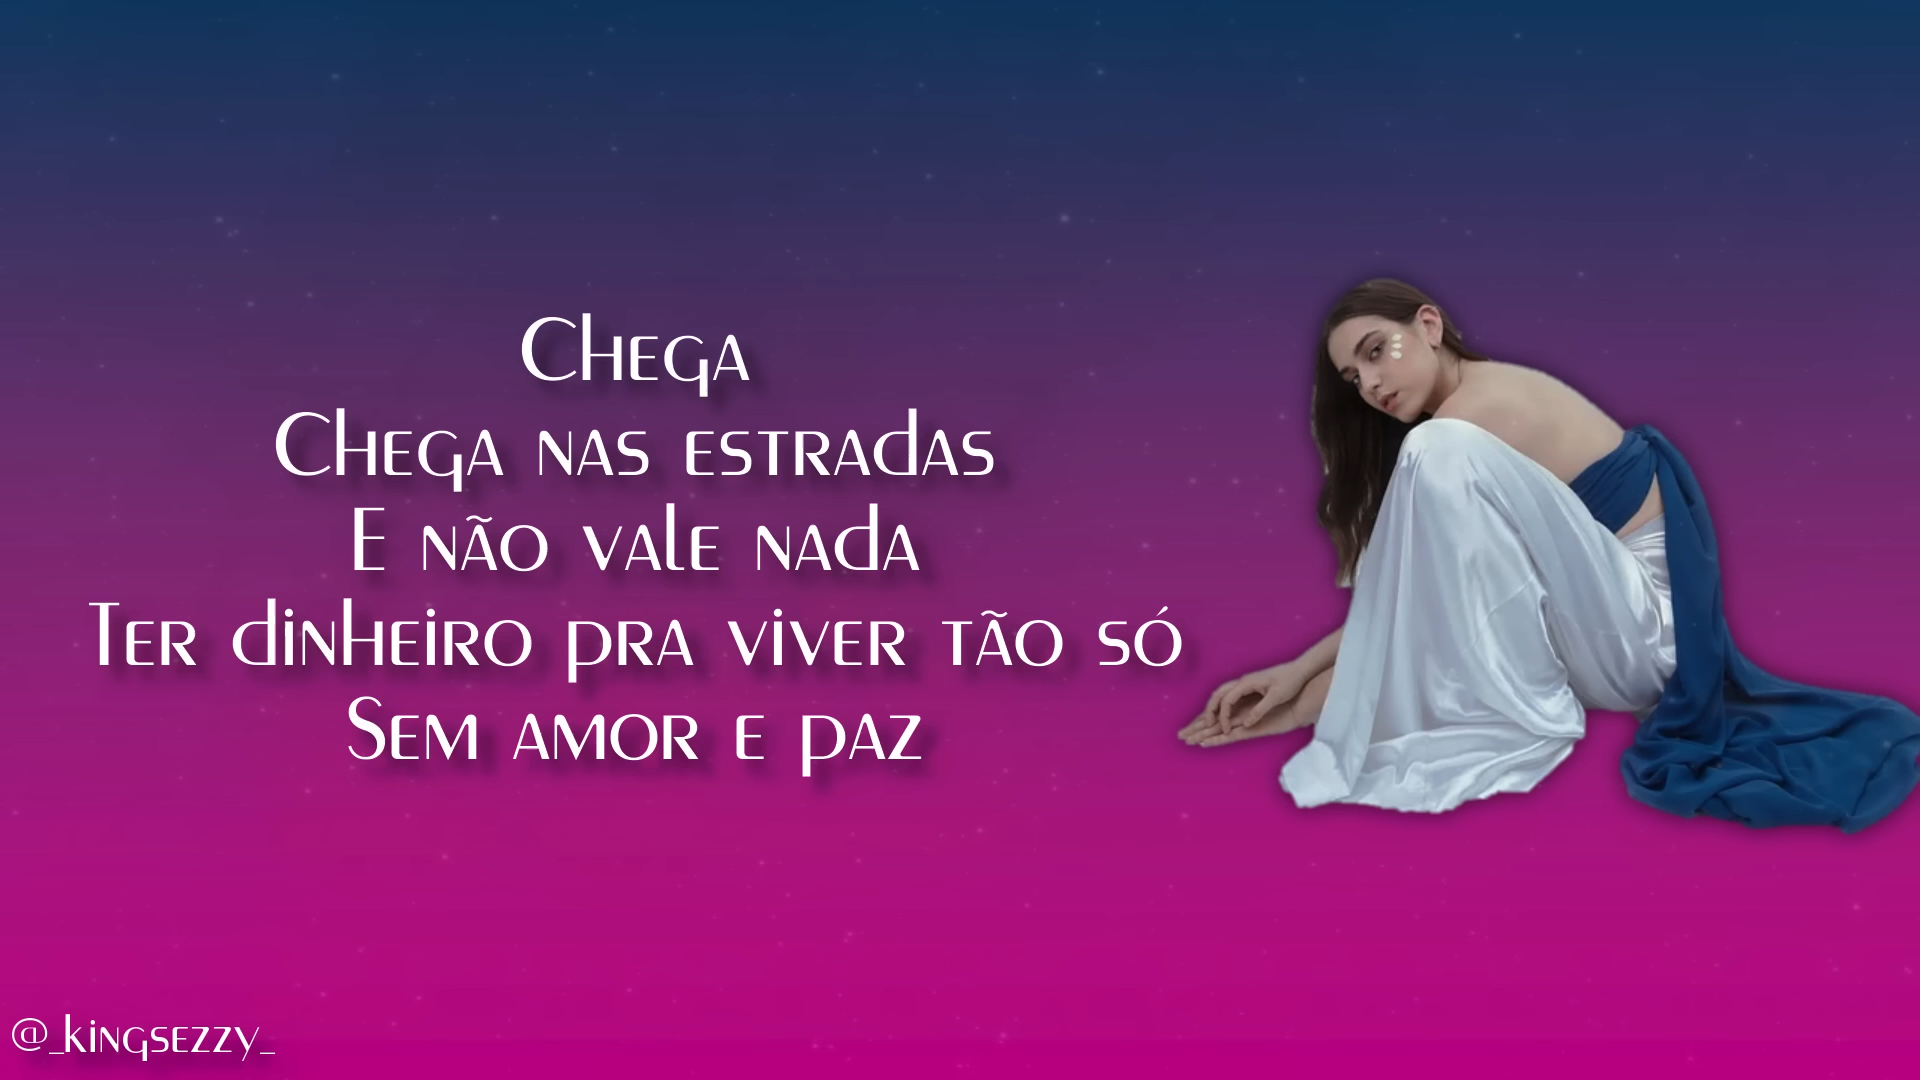 Chega
Chega nas estradas
E não vale nada
Ter dinheiro pra viver tão só
Sem amor e paz
@_kingsezzy_